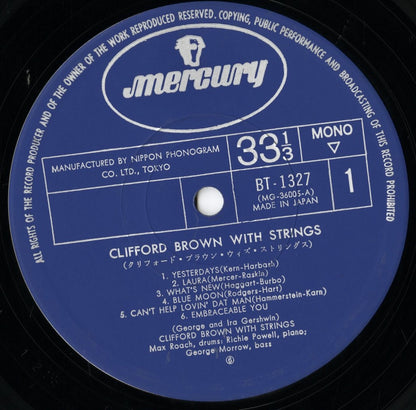 ALL RIGHTS OF THE RECORD PRODUCER AND OF THE OWNER OF THE WORK REPRODUCED RESERVED. COPYING, PUBLIC PERFORMANCE AND BROADCASTING OF THIS RECORD PROHIBITED
mercury
MANUFACTURED BY NIPPON PHONOGRAM
CO. LTD., TOKYO
33 1/3
MONO
▽
BT-1327
(MG-36005-A)
MADE IN JAPAN
1
CLIFFORD BROWN WITH STRINGS
(クリフォード・ブラウン・ウィズ・ストリングス)
1. YESTERDAYS(Kern-Harbach)
2. LAURA(Mercer-Raskin)
3. WHAT'S NEW(Haggart-Burbo)
4. BLUE MOON(Rodgers-Hart)
5. CAN'T HELP LOVIN' DAT MAN(Hammerstein-Karn)
6. EMBRACEABLE YOU
(George and Ira Gershwin)
CLIFFORD BROWN WITH STRINGS
Max Roach, drums: Richie Powell, piano;
George Morrow, bass